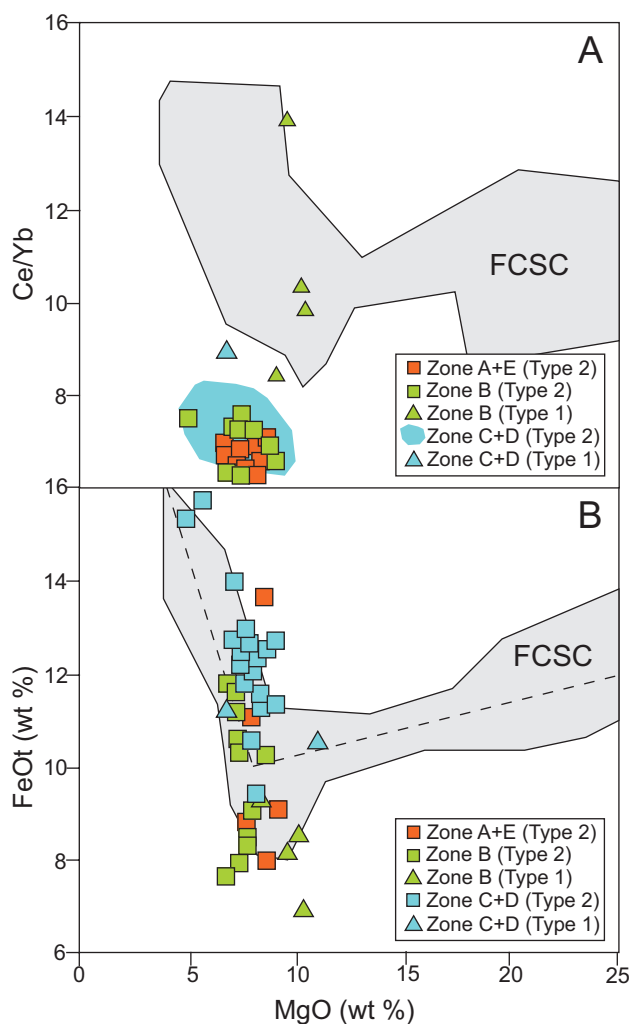 16
A
14
12
10
8
16
Ce/Yb
FCSC
Zone A+E (Type 2)
Zone B (Type 2)
Zone B (Type 1)
Zone C+D (Type 2)
Zone C+D (Type 1)
B
14
12
10
8
6
FeOt (wt %)
FCSC
Zone A+E (Type 2)
Zone B (Type 2)
Zone B (Type 1)
Zone C+D (Type 2)
Zone C+D (Type 1)
0 5 10 15 20 25
MgO (wt %)